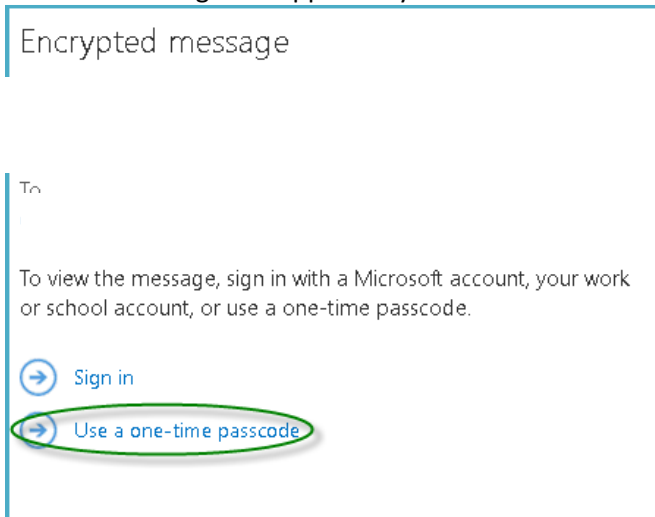 Encrypted message
To
To view the message, sign in with a Microsoft account, your work
or school account, or use a one-time passcode.
Sign in
Use a one-time passcode